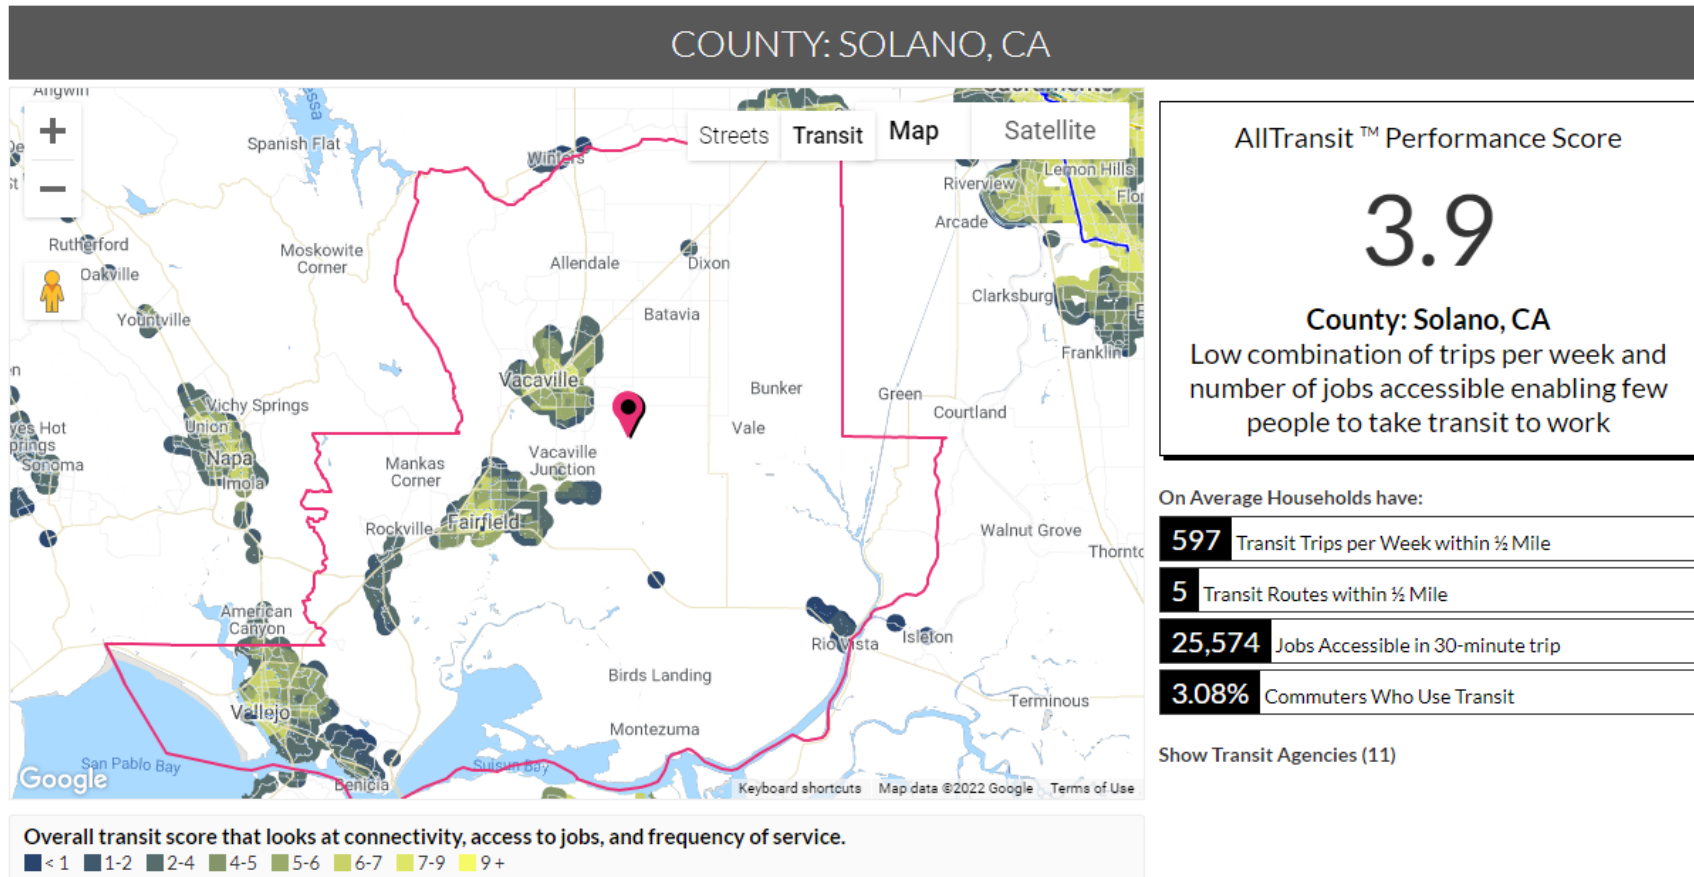 COUNTY: SOLANO, CA
Angwin
Spanish Flat
Winters
Streets
Transit
Map
Satellite
Sacramento
Riverview
Lemon Hills
Arcade
Rutherford
Moskowite
Corner
Oakville
Allendale
Dixon
Clarksburg
Yountville
Batavia
Franklin
Vacaville
Bunker
Green
Courtland
Vichy Springs
Union
Vale
Sonoma
Napa
Imola
Mankas
Corner
Vacaville
Junction
Rockville
Fairfield
Walnut Grove
American
Canyon
Rio Vista
Isleton
Birds Landing
Terminous
Vallejo
Montezuma
San Pablo Bay
Suisun Bay
Benicia
Google
Keyboard shortcuts
Map data ©2022 Google
Terms of Use
Overall transit score that looks at connectivity, access to jobs, and frequency of service.
< 1 1-2 2-4 4-5 5-6 6-7 7-9 9 +
AllTransit ™ Performance Score
3.9
County: Solano, CA
Low combination of trips per week and
number of jobs accessible enabling few
people to take transit to work
On Average Households have:
597 Transit Trips per Week within ½ Mile
5 Transit Routes within ½ Mile
25,574 Jobs Accessible in 30-minute trip
3.08% Commuters Who Use Transit
Show Transit Agencies (11)